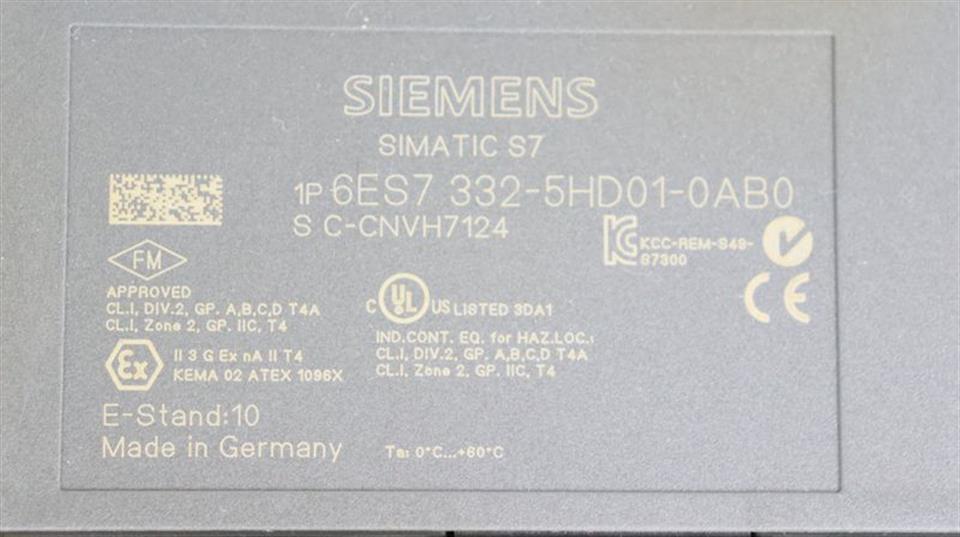 SIEMENS
SIMATIC S7
1P 6ES7 332-5HD01-0AB0
S C-CNVH7124
KCC-REM-S49-
S7300
FM
APPROVED
CL.I, DIV.2, GP. A,B,C,D T4A
CL.I, Zone 2, GP. IIC, T4
C UL US LISTED 3DA1
IND.CONT. EQ. for HAZ.LOC.:
CL.I, DIV.2, GP. A,B,C,D T4A
CL.I, Zone 2, GP. IIC, T4
CE
Ex II 3 G Ex nA II T4
KEMA 02 ATEX 1096X
E-Stand:10
Made in Germany
Ta: 0°C...+60°C